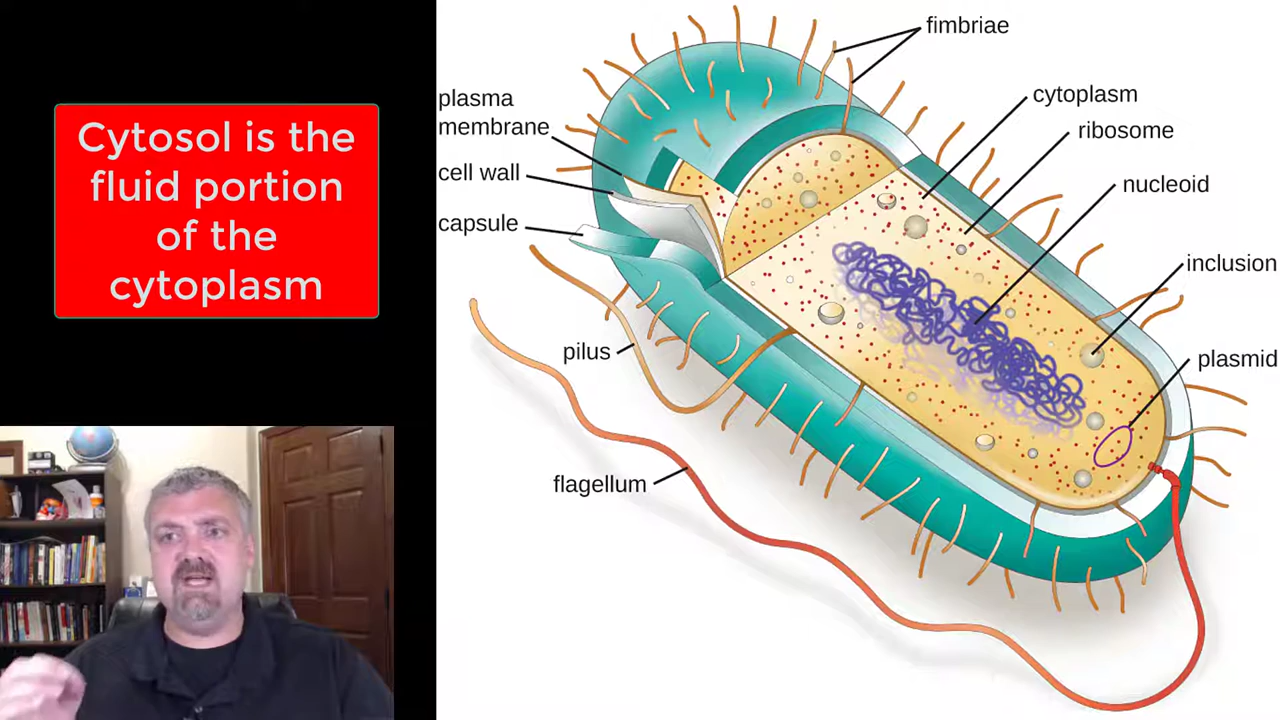 Cytosol is the
fluid portion
of the
cytoplasm
fimbriae
plasma
membrane
cell wall
capsule
cytoplasm
ribosome
nucleoid
inclusion
plasmid
pilus
flagellum